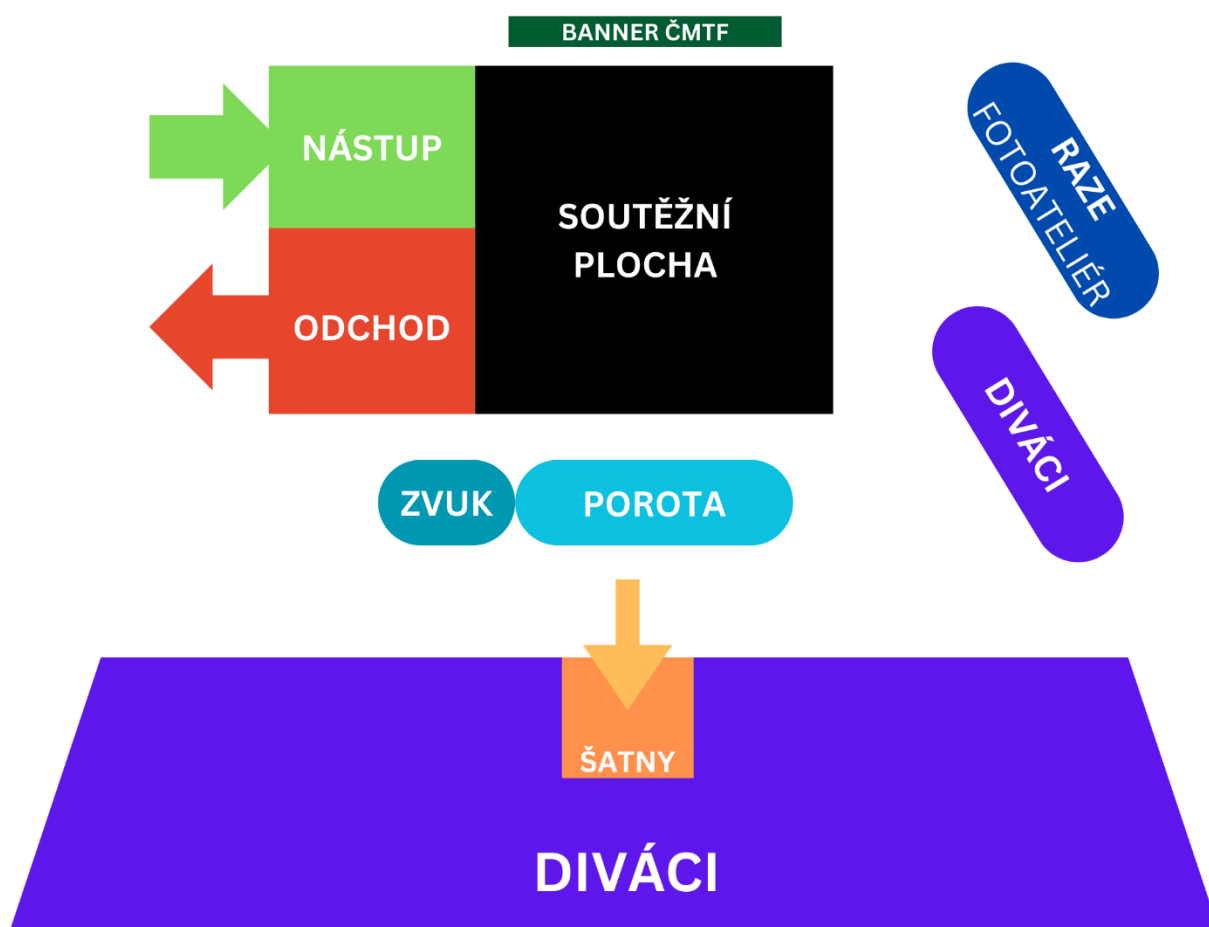 BANNER ČMTF
NÁSTUP
SOUTĚŽNÍ
PLOCHA
ODCHOD
RAZE
FOTOATELIÉR
DIVÁCI
ZVUK
POROTA
ŠATNY
DIVÁCI